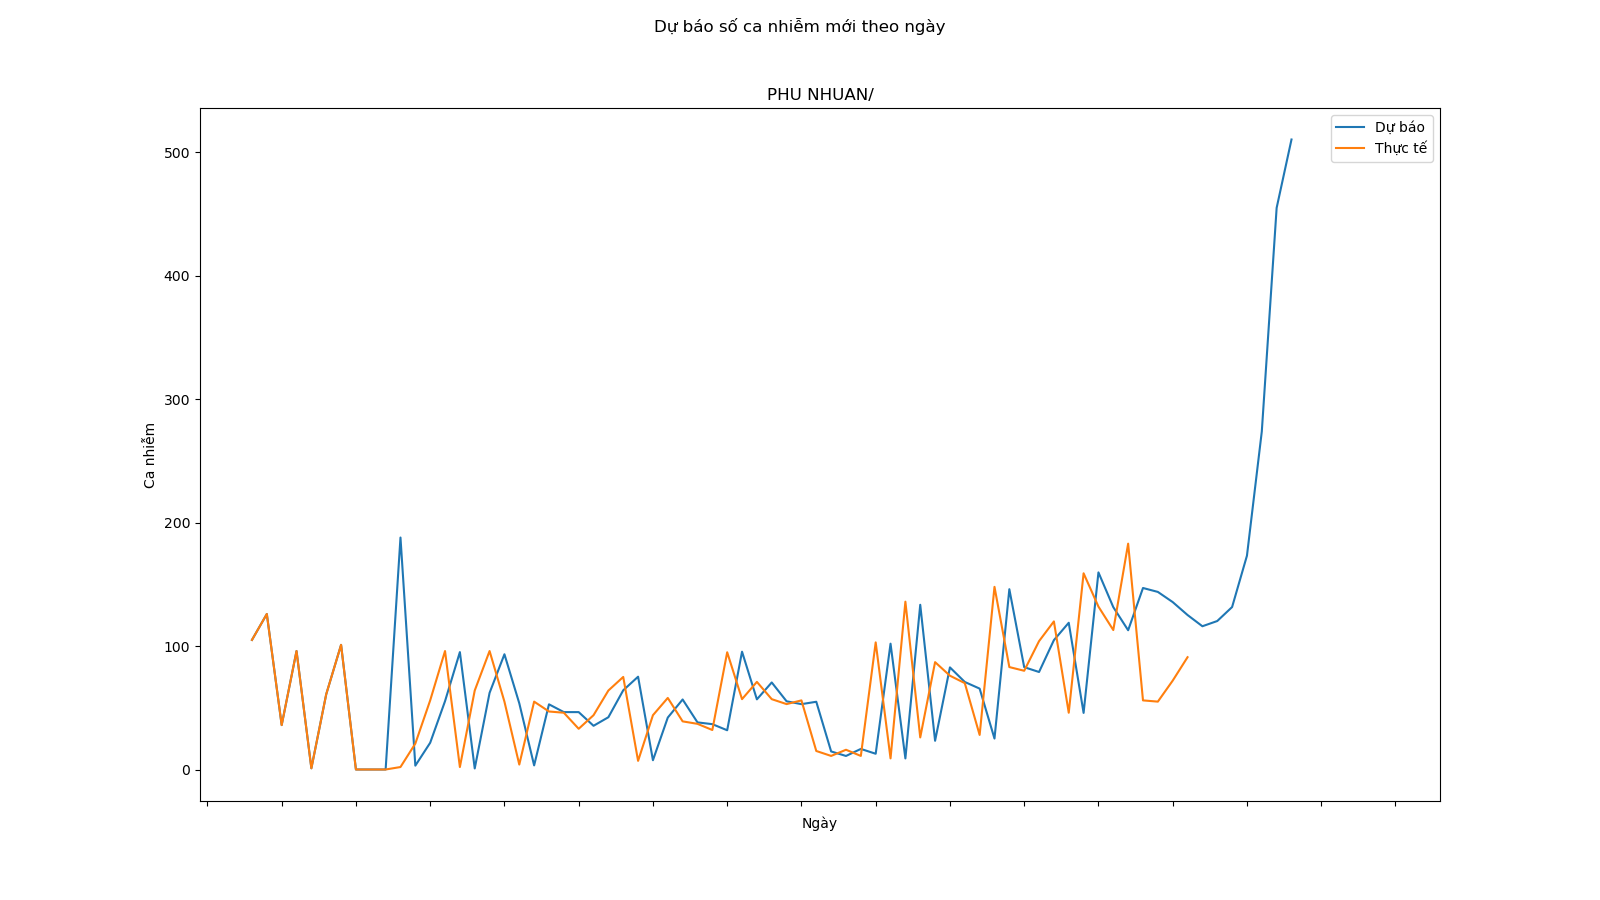 Dự báo số ca nhiễm mới theo ngày
PHU NHUAN/
Dự báo
Thực tế
500
400
300
200
100
0
Ca nhiễm
Ngày